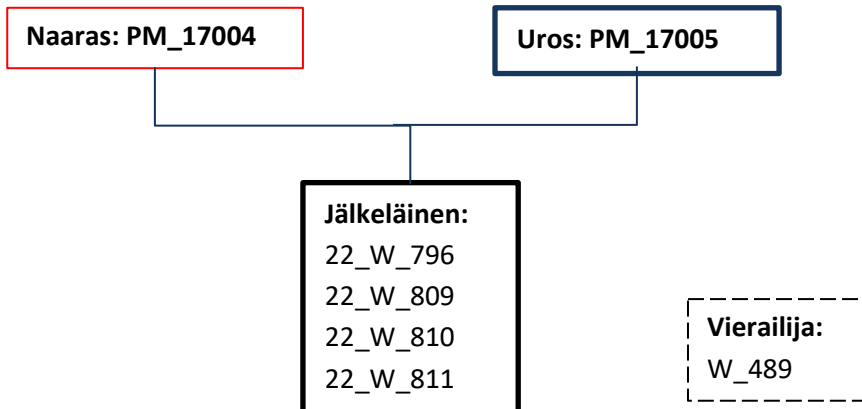 Naaras: PM_17004
Uros: PM_17005
Jälkeläinen:
22_W_796
22_W_809
22_W_810
22_W_811
Vierailija:
W_489